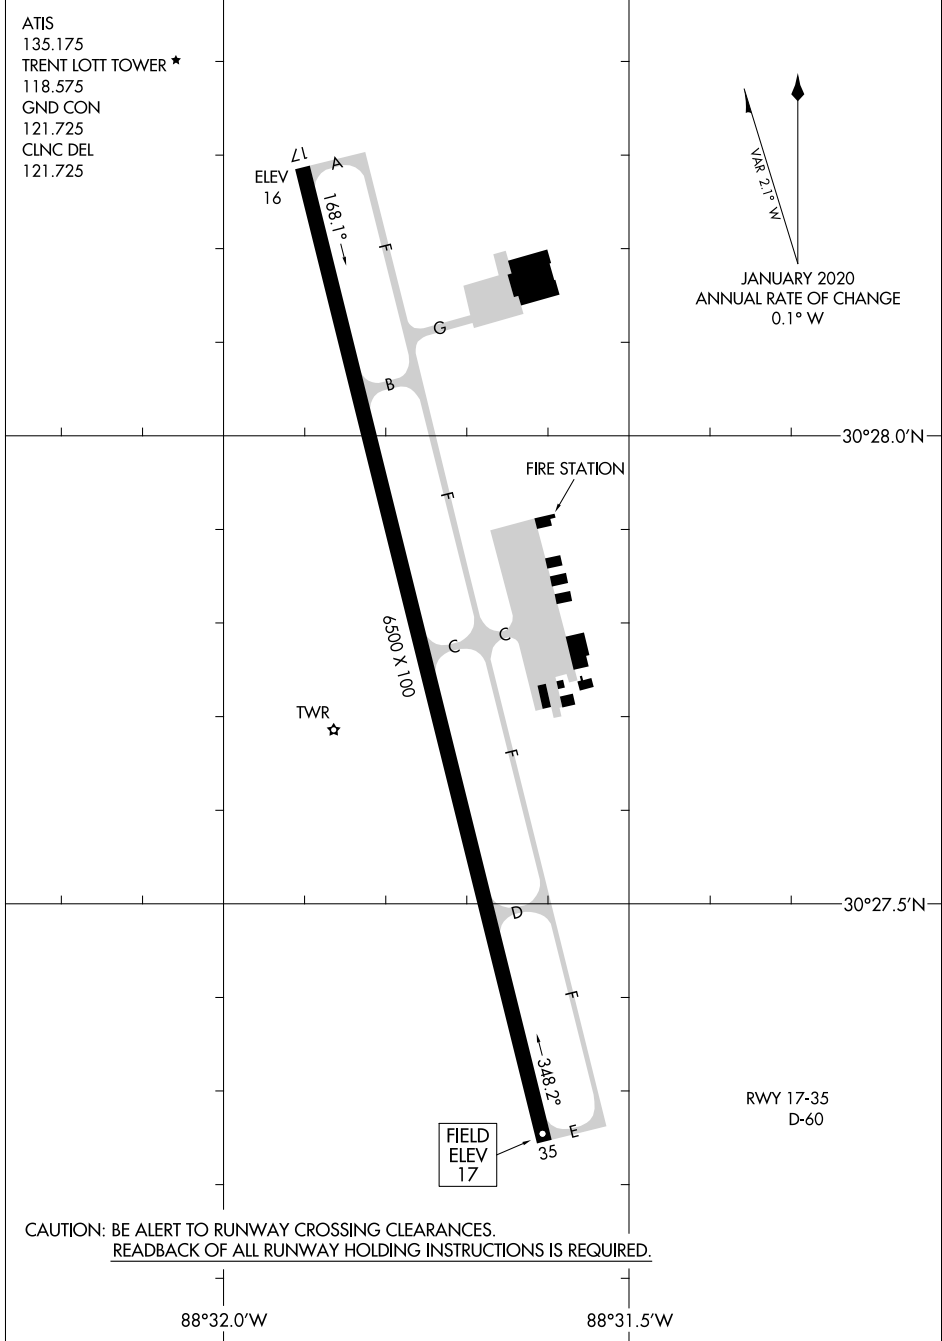 ATIS
135.175
TRENT LOTT TOWER ★
118.575
GND CON
121.725
CLNC DEL
121.725
VAR 2.1° W
JANUARY 2020
ANNUAL RATE OF CHANGE
0.1° W
17
ELEV
16
A
168.1°
F
G
B
30°28.0'N
FIRE STATION
F
C
C
6500 X 100
TWR
F
30°27.5'N
D
F
348.2°
RWY 17-35
D-60
E
35
FIELD
ELEV
17
CAUTION: BE ALERT TO RUNWAY CROSSING CLEARANCES.
READBACK OF ALL RUNWAY HOLDING INSTRUCTIONS IS REQUIRED.
88°32.0'W
88°31.5'W